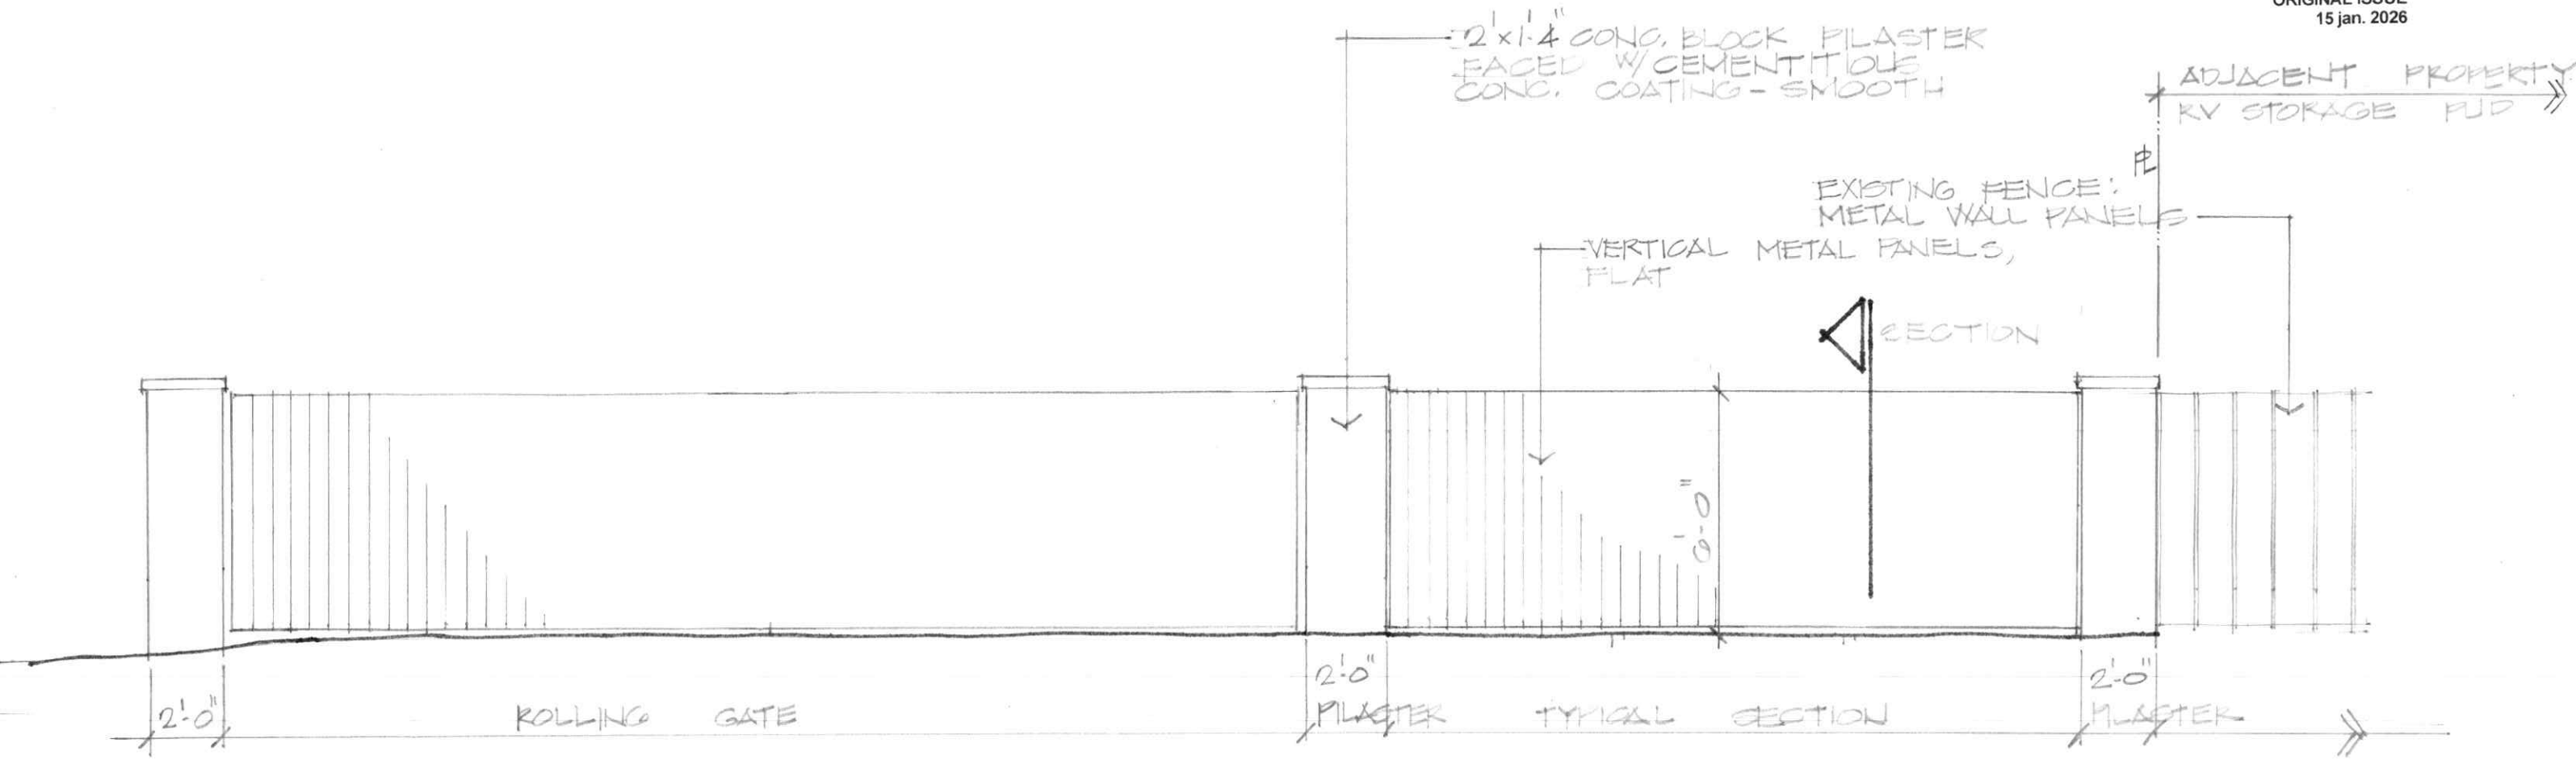 ORIGINAL ISSUE
15 jan. 2026
2'x1'-4" CONC. BLOCK PILASTER
FACED W/ CEMENTITIOUS
CONC. COATING - SMOOTH
ADJACENT PROPERTY
RV STORAGE PUD
PL
EXISTING FENCE:
METAL WALL PANELS
VERTICAL METAL PANELS,
FLAT
SECTION
6'-0"
2'-0"
ROLLING GATE
2'-0"
PILASTER
TYPICAL SECTION
2'-0"
PILASTER